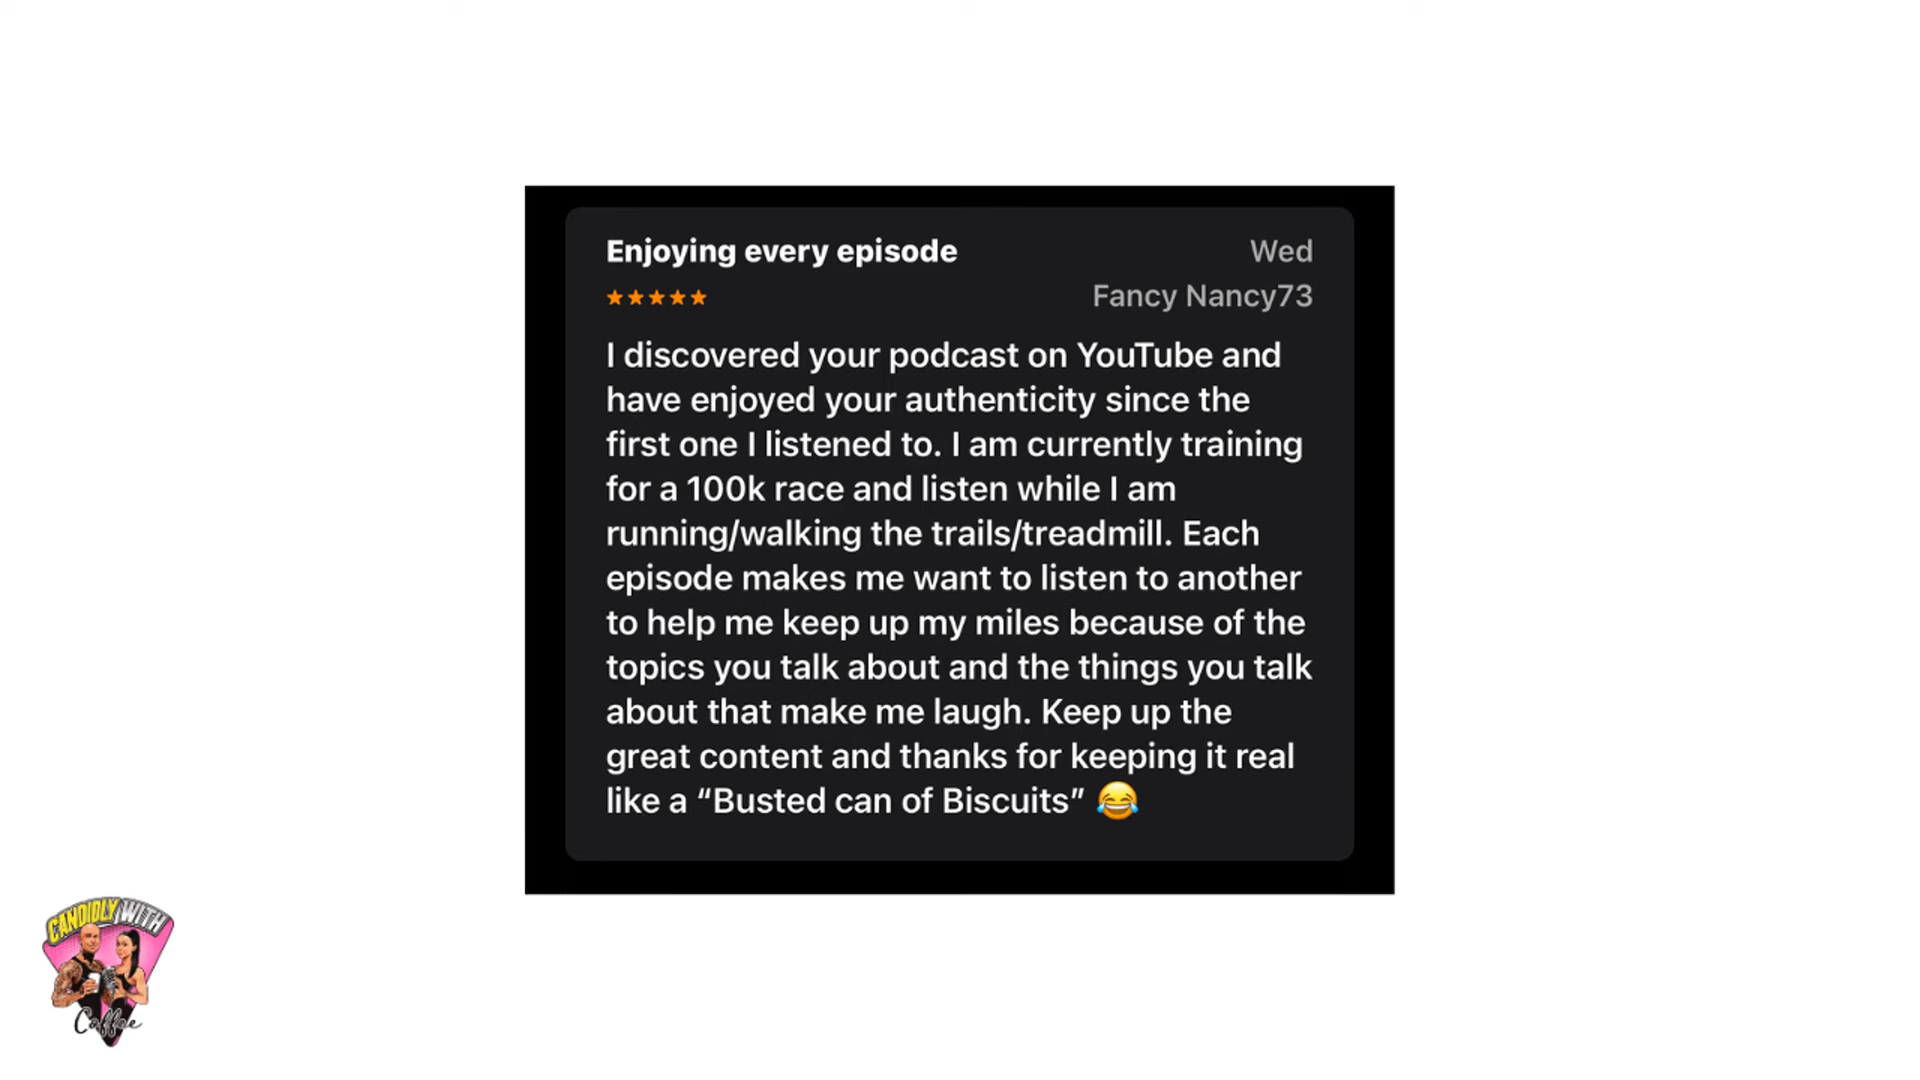 Enjoying every episode
Wed
★★★★★
Fancy Nancy73
I discovered your podcast on YouTube and
have enjoyed your authenticity since the
first one I listened to. I am currently training
for a 100k race and listen while I am
running/walking the trails/treadmill. Each
episode makes me want to listen to another
to help me keep up my miles because of the
topics you talk about and the things you talk
about that make me laugh. Keep up the
great content and thanks for keeping it real
like a “Busted can of Biscuits” 😂
CANDIDLY WITH
Coffee